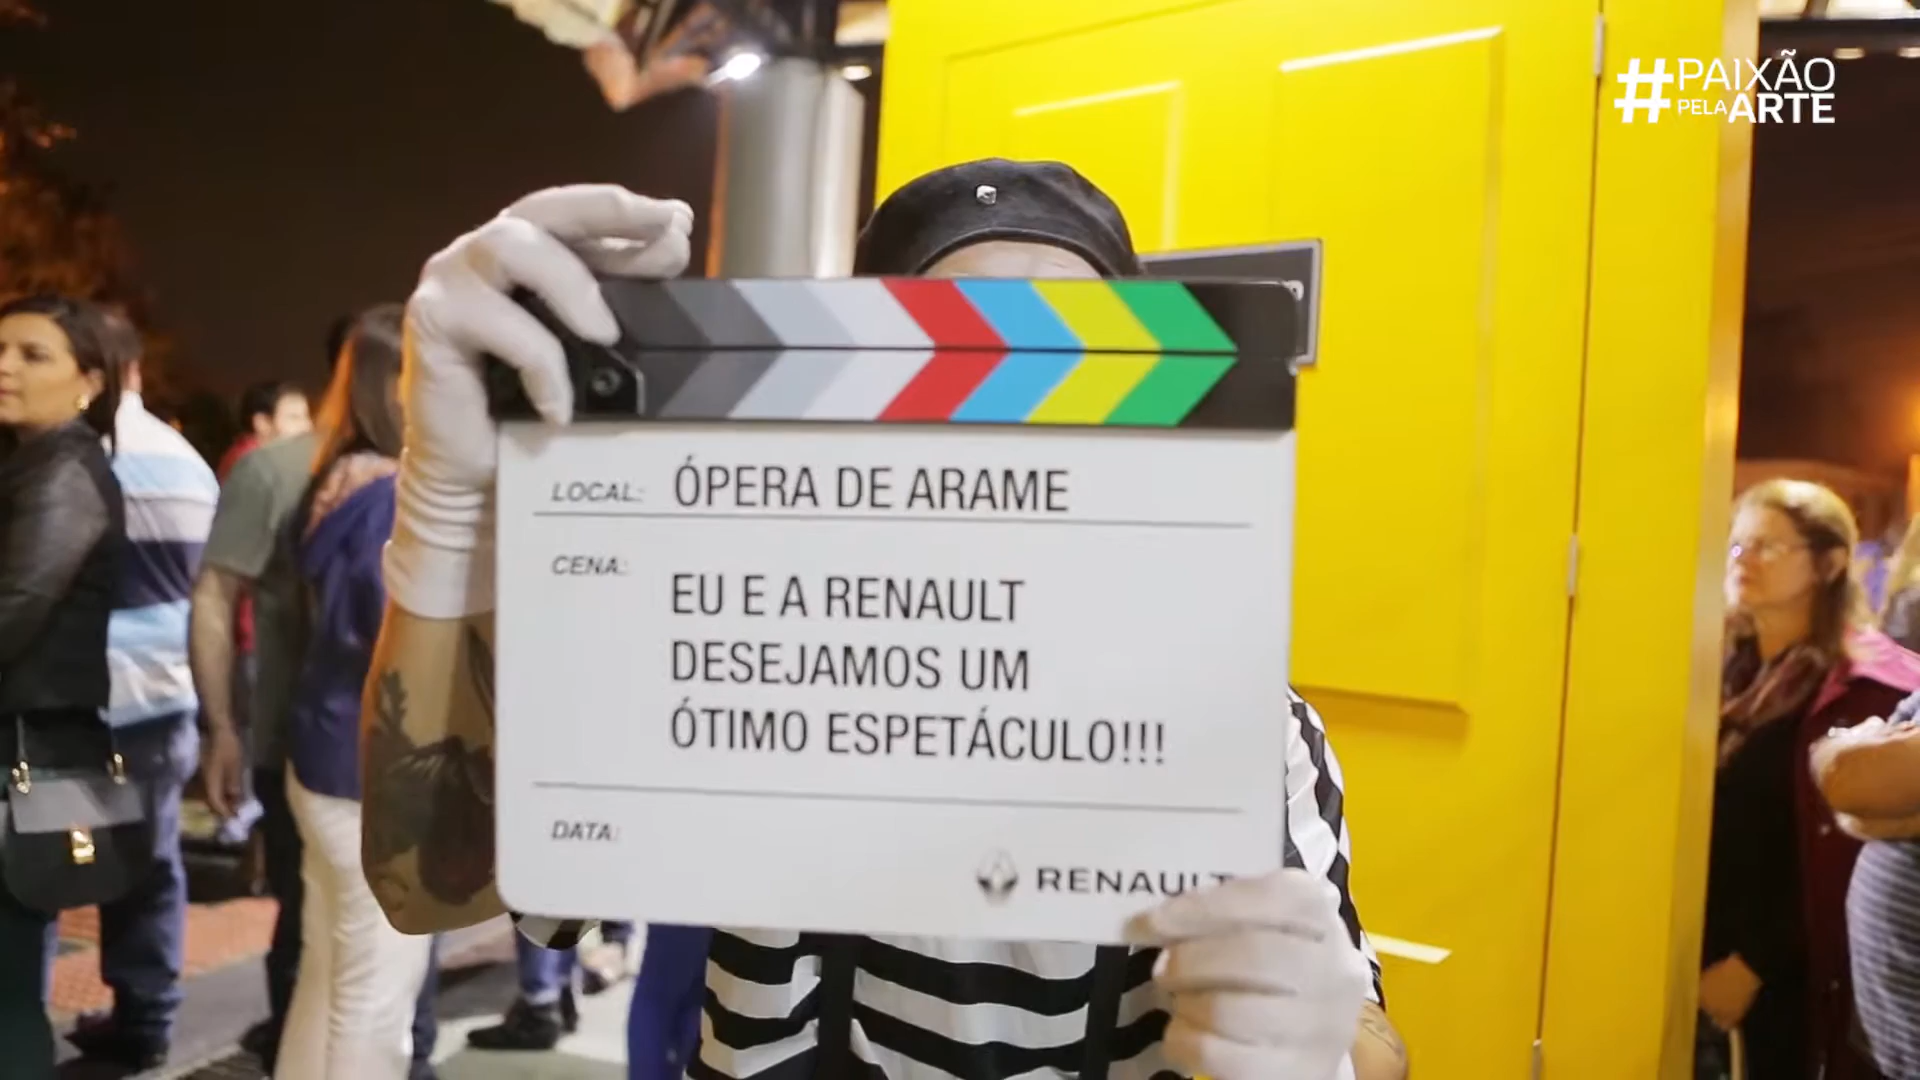 #PAIXÃO
PELA ARTE
LOCAL: ÓPERA DE ARAME
CENA:
EU E A RENAULT
DESEJAMOS UM
ÓTIMO ESPETÁCULO!!!
DATA:
RENAULT